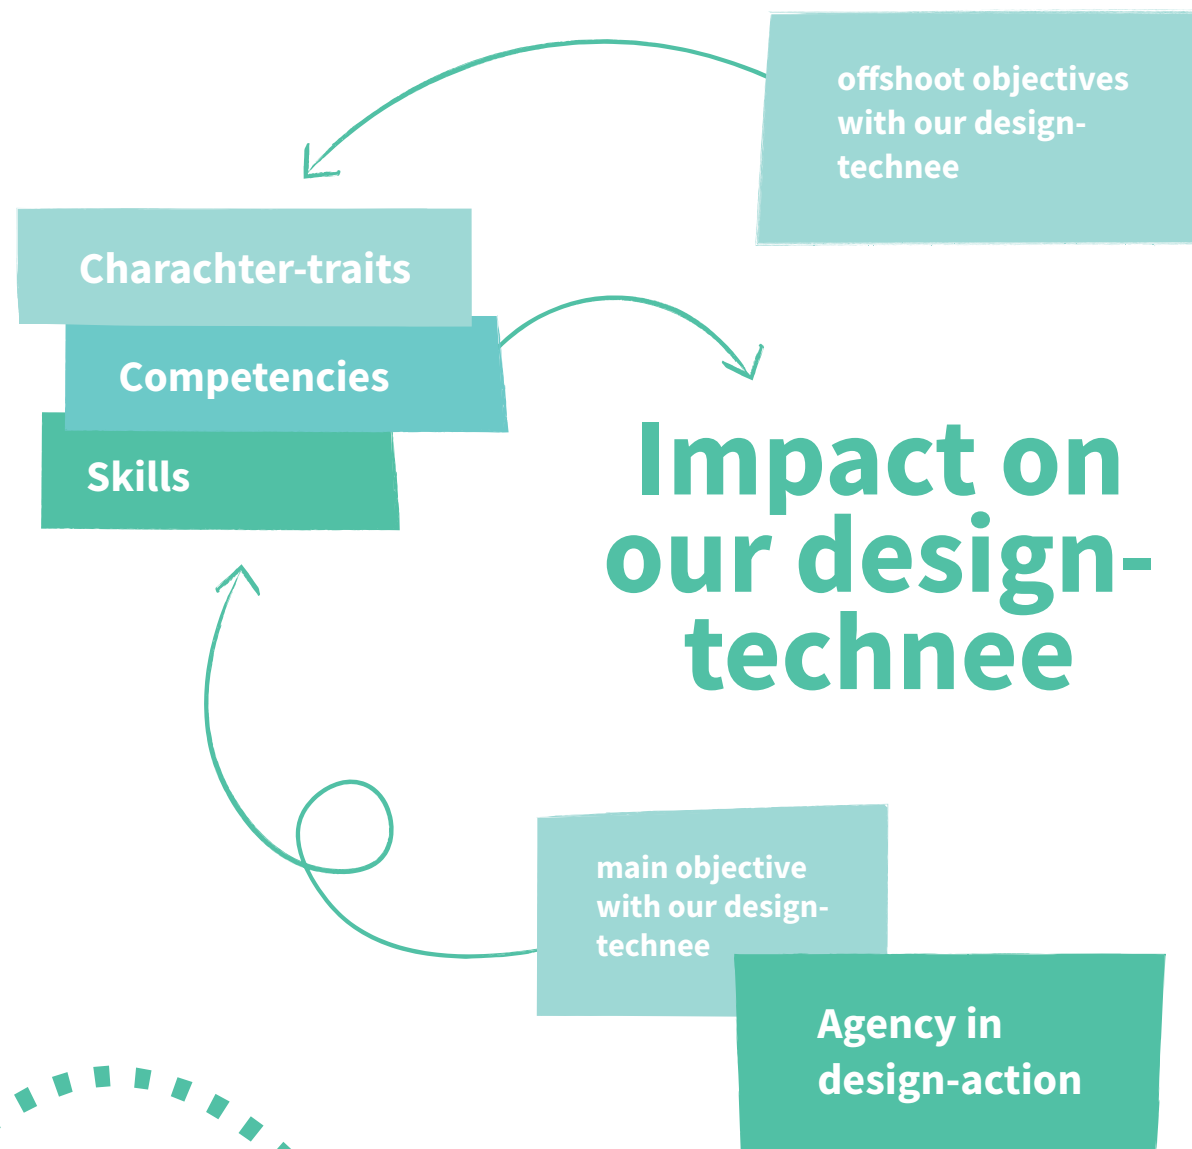 offshoot objectives
with our design-
technee
Charachter-traits
Competencies
Skills
Impact on
our design-
technee
main objective
with our design-
technee
Agency in
design-action